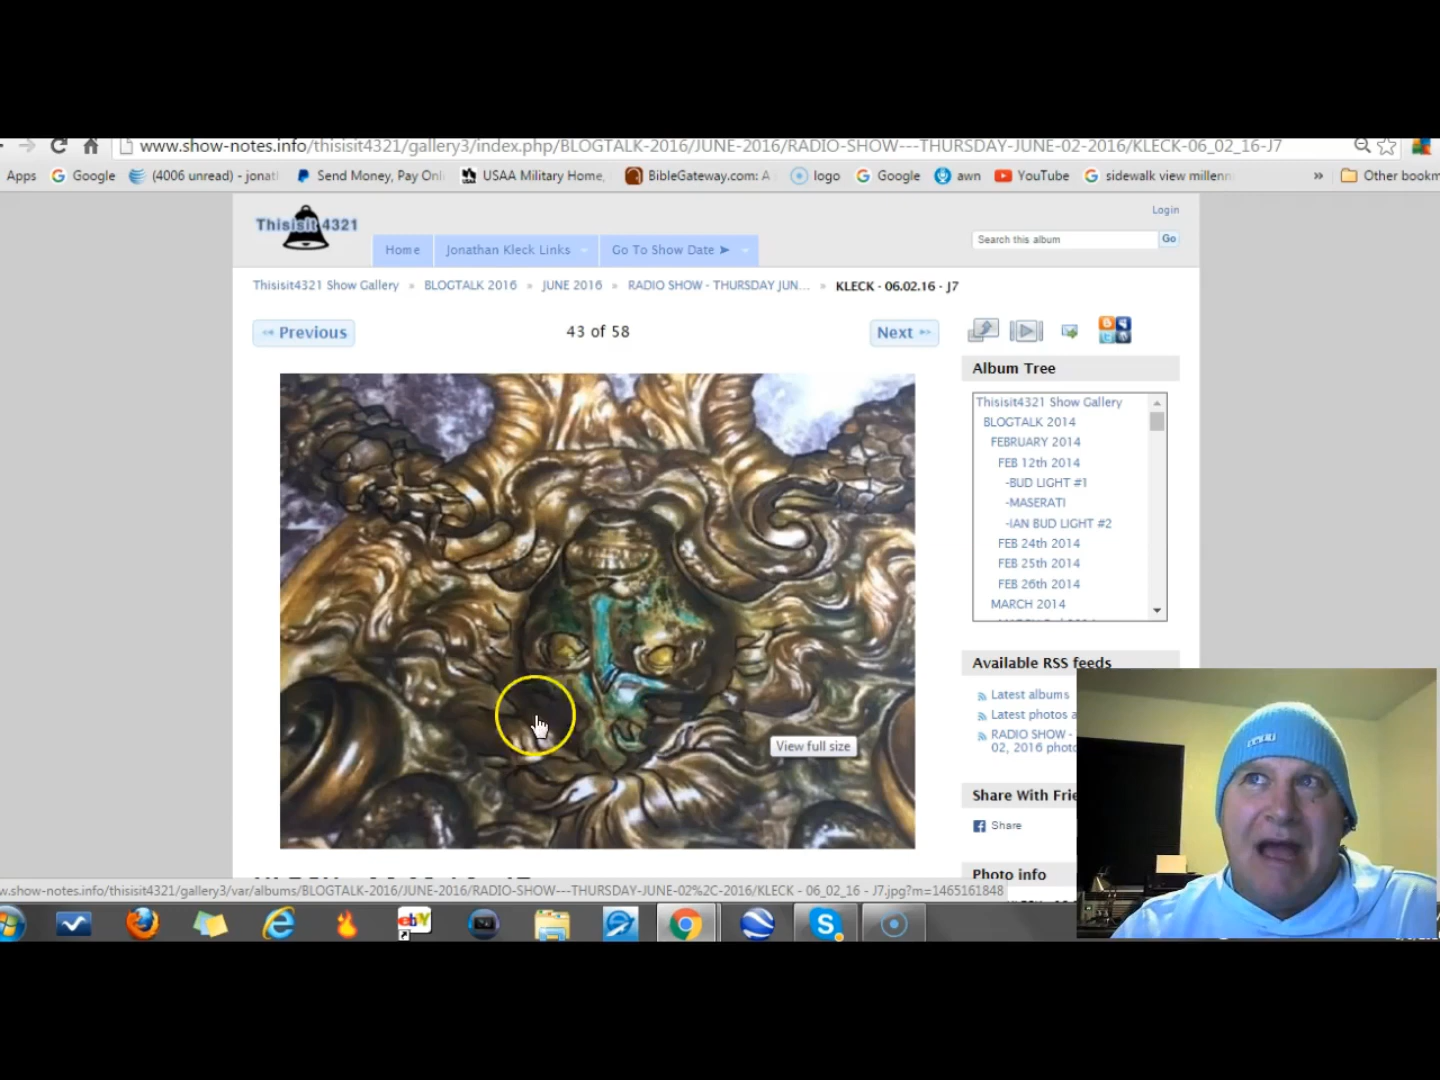 www.show-notes.info/thisisit4321/gallery3/index.php/BLOGTALK-2016/JUNE-2016/RADIO-SHOW---THURSDAY-JUNE-02-2016/KLECK-06_02_16-J7
Apps Google (4006 unread) - jonat Send Money, Pay Onli USAA Military Home, BibleGateway.com: A logo Google awn YouTube sidewalk view millenn » Other bookm
Thisisit 4321
Login
Home Jonathan Kleck Links Go To Show Date ➤
Search this album Go
Thisisit4321 Show Gallery » BLOGTALK 2016 » JUNE 2016 » RADIO SHOW - THURSDAY JUN... » KLECK - 06.02.16 - J7
Previous 43 of 58 Next
Album Tree
Thisisit4321 Show Gallery
BLOGTALK 2014
FEBRUARY 2014
FEB 12th 2014
-BUD LIGHT #1
-MASERATI
-IAN BUD LIGHT #2
FEB 24th 2014
FEB 25th 2014
FEB 26th 2014
MARCH 2014
Available RSS feeds
Latest albums
Latest photos a
RADIO SHOW -
02, 2016 photo
View full size
Share With Frie
Share
Photo info
w.show-notes.info/thisisit4321/gallery3/var/albums/BLOGTALK-2016/JUNE-2016/RADIO-SHOW---THURSDAY-JUNE-02%2C-2016/KLECK - 06_02_16 - J7.jpg?m=1465161848
ebY